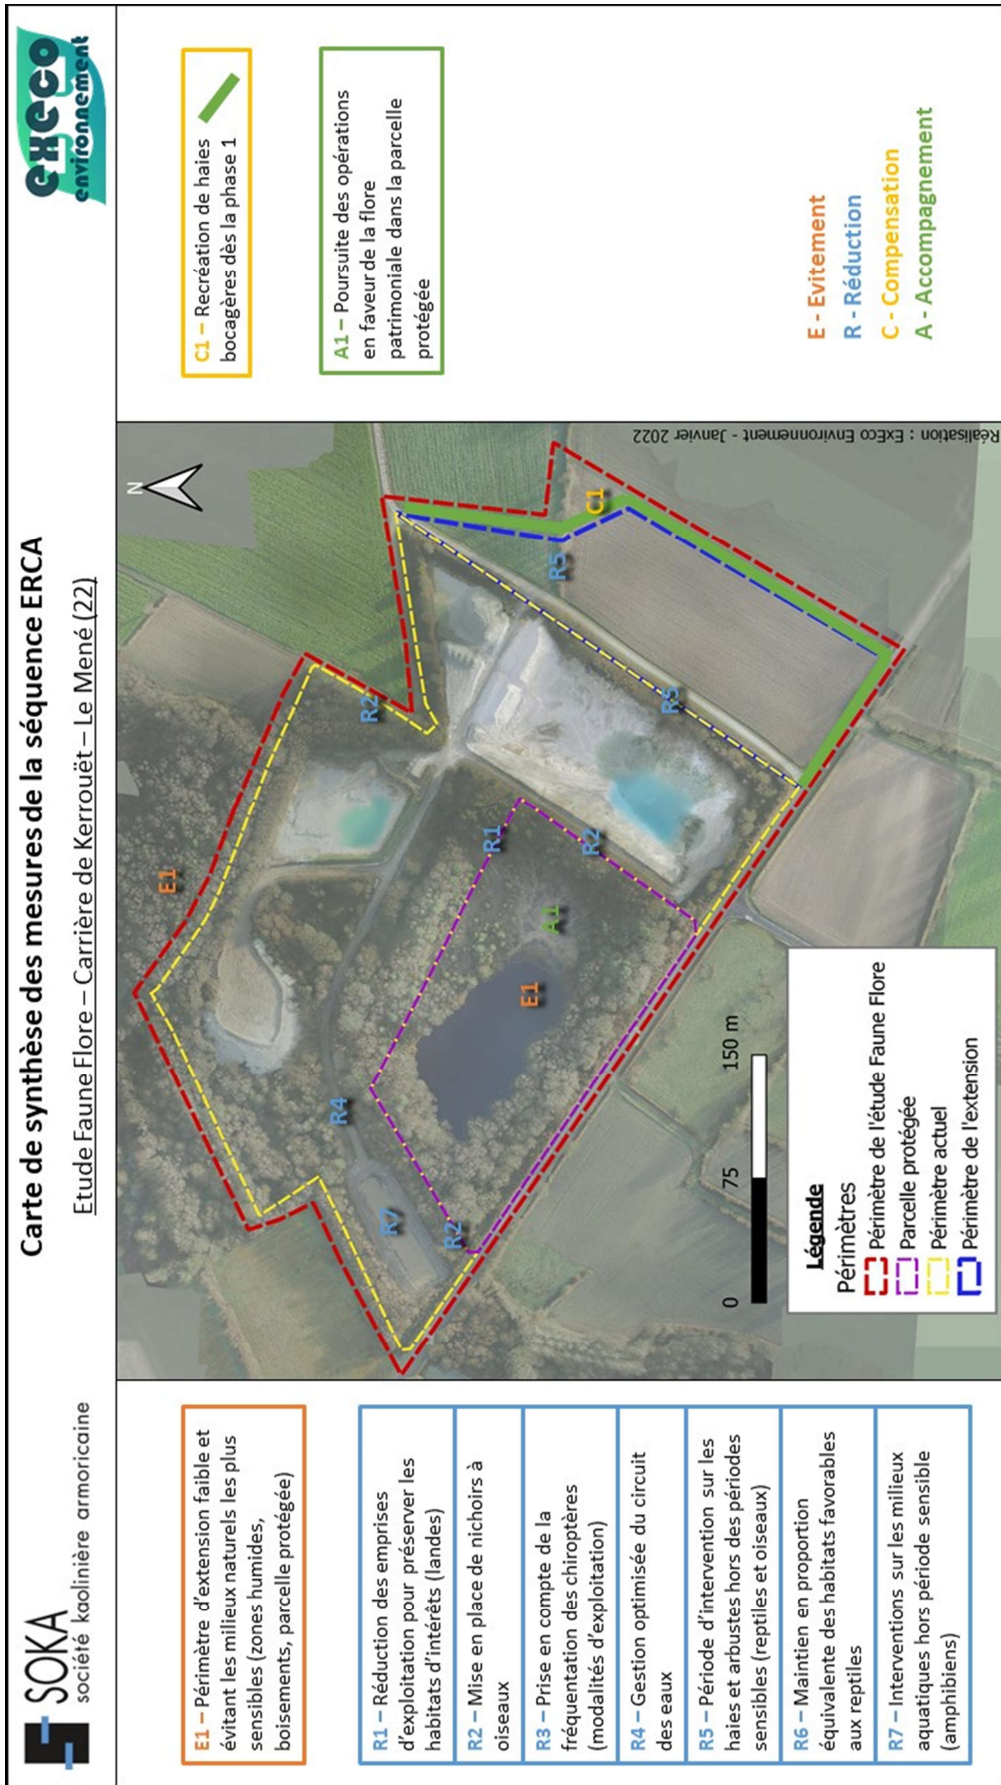 SOKA
société kaolinière armoricaine
Carte de synthèse des mesures de la séquence ERCA
Etude Faune Flore – Carrière de Kerrouët – Le Mené (22)
execo
environnement
E1 – Périmètre d'extension faible et
évitant les milieux naturels les plus
sensibles (zones humides,
boisements, parcelle protégée)
R1 – Réduction des emprises
d'exploitation pour préserver les
habitats d'intérêts (landes)
R2 – Mise en place de nichoirs à
oiseaux
R3 – Prise en compte de la
fréquentation des chiroptères
(modalités d'exploitation)
R4 – Gestion optimisée du circuit
des eaux
R5 – Période d'intervention sur les
haies et arbustes hors des périodes
sensibles (reptiles et oiseaux)
R6 – Maintien en proportion
équivalente des habitats favorables
aux reptiles
R7 – Interventions sur les milieux
aquatiques hors période sensible
(amphibiens)
N
E1
R2
R4
R7
R1
R5
C1
E1
A1
R2
R2
R5
0
75
150 m
Légende
Périmètres
Périmètre de l'étude Faune Flore
Parcelle protégée
Périmètre actuel
Périmètre de l'extension
Réalisation : ExEco Environnement - Janvier 2022
C1 – Recréation de haies
bocagères dès la phase 1
A1 – Poursuite des opérations
en faveur de la flore
patrimoniale dans la parcelle
protégée
E - Evitement
R - Réduction
C - Compensation
A - Accompagnement